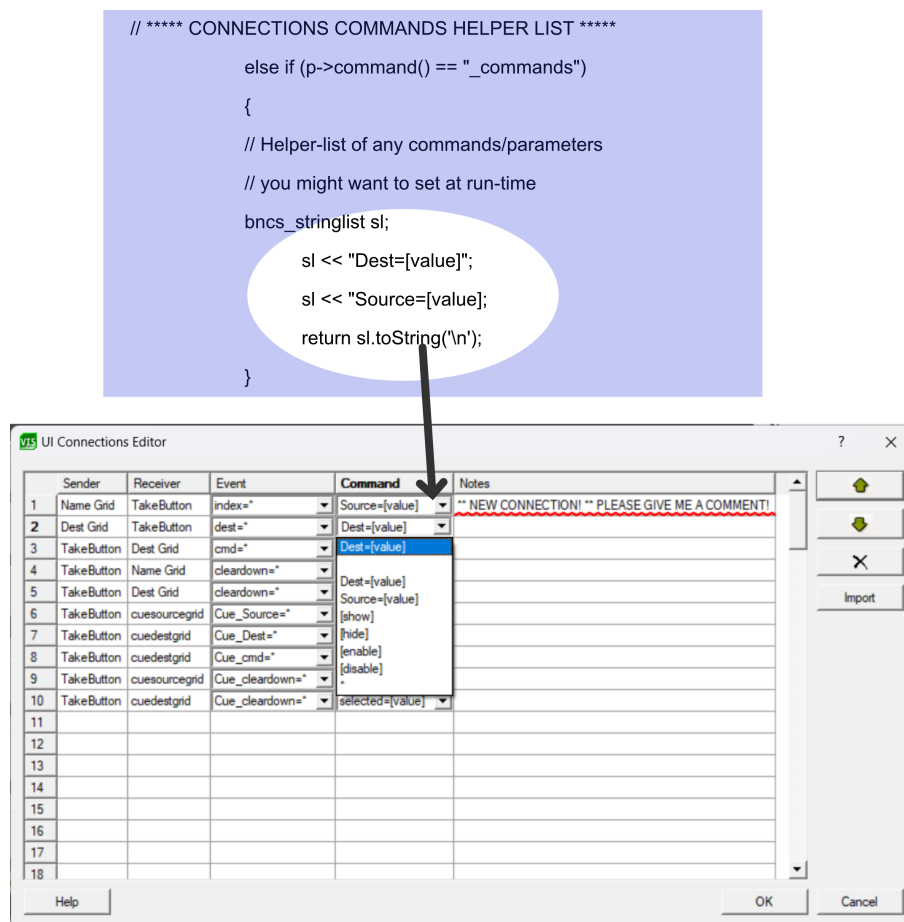 // ***** CONNECTIONS COMMANDS HELPER LIST *****
else if (p->command() == "_commands")
{
// Helper-list of any commands/parameters
// you might want to set at run-time
bncs_stringlist sl;
sl << "Dest=[value]";
sl << "Source=[value];
return sl.toString('\n');
}
VIS UI Connections Editor ? ×
Sender Receiver Event Command Notes
1 Name Grid TakeButton index=* Source=[value] ** NEW CONNECTION! ** PLEASE GIVE ME A COMMENT!
2 Dest Grid TakeButton dest=* Dest=[value]
3 TakeButton Dest Grid cmd=*
4 TakeButton Name Grid cleardown=*
5 TakeButton Dest Grid cleardown=*
6 TakeButton cuesourcegrid Cue_Source=*
7 TakeButton cuedestgrid Cue_Dest=*
8 TakeButton cuedestgrid Cue_cmd=*
9 TakeButton cuesourcegrid Cue_cleardown=*
10 TakeButton cuedestgrid Cue_cleardown=* selected=[value]
11
12
13
14
15
16
17
18
Dest=[value]
Dest=[value]
Source=[value]
[show]
[hide]
[enable]
[disable]
*
Import
Help OK Cancel